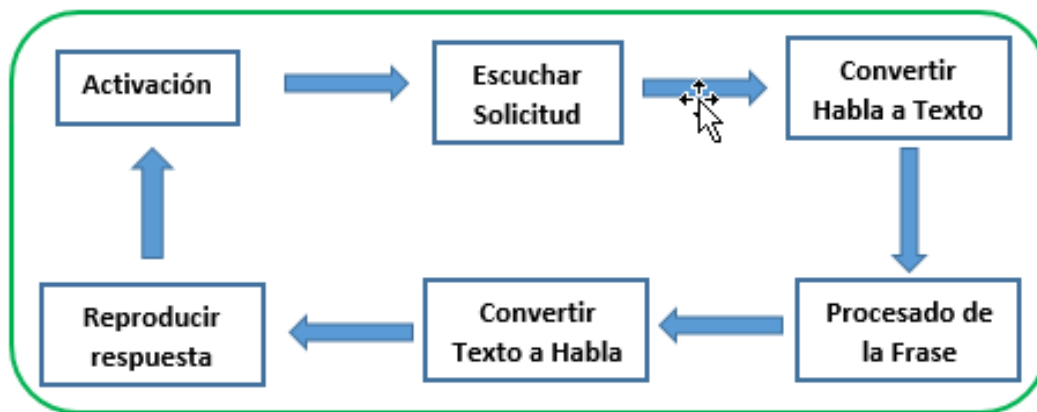 Activación
Escuchar
Solicitud
Convertir
Habla a Texto
Procesado de
la Frase
Convertir
Texto a Habla
Reproducir
respuesta